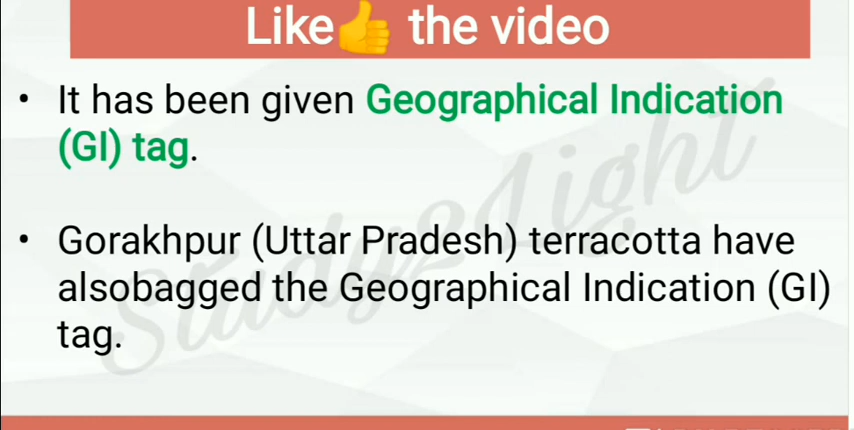 Like👍 the video
• It has been given Geographical Indication
(GI) tag.
• Gorakhpur (Uttar Pradesh) terracotta have
alsobagged the Geographical Indication (GI)
tag.
Study2Light